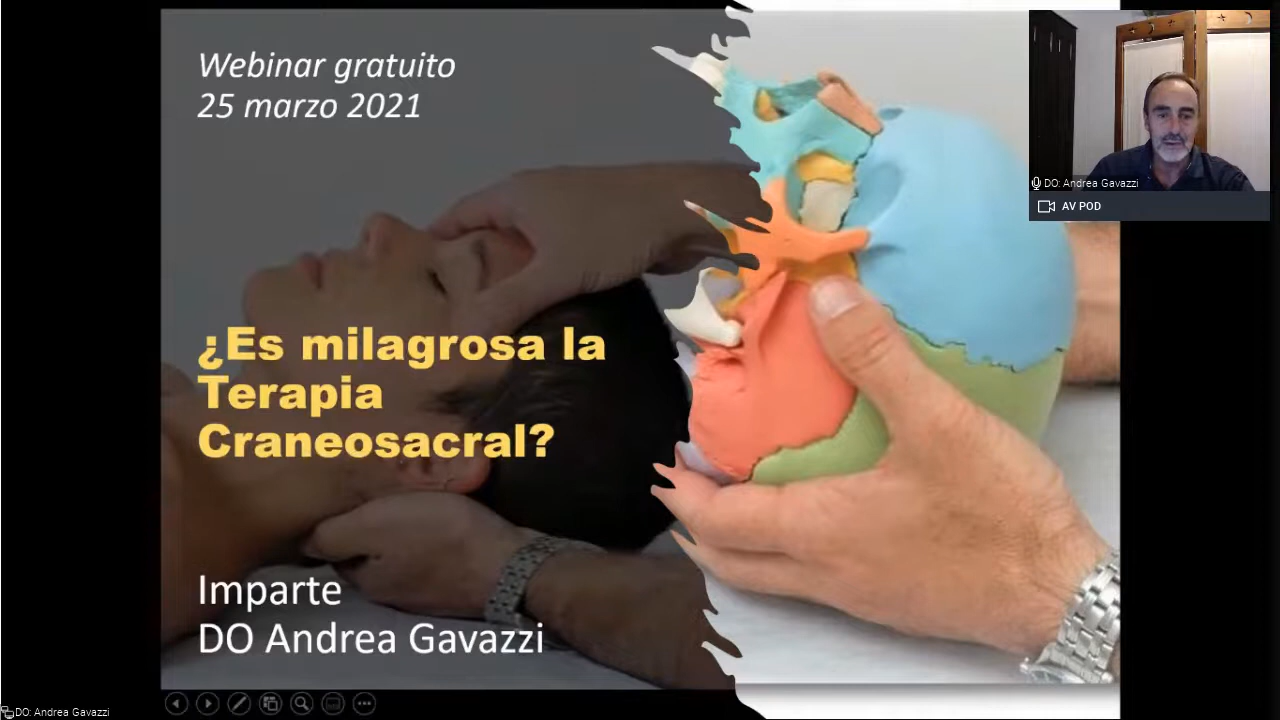 Webinar gratuito
25 marzo 2021
¿Es milagrosa la
Terapia
Craneosacral?
Imparte
DO Andrea Gavazzi
DO: Andrea Gavazzi
AV POD
DO: Andrea Gavazzi